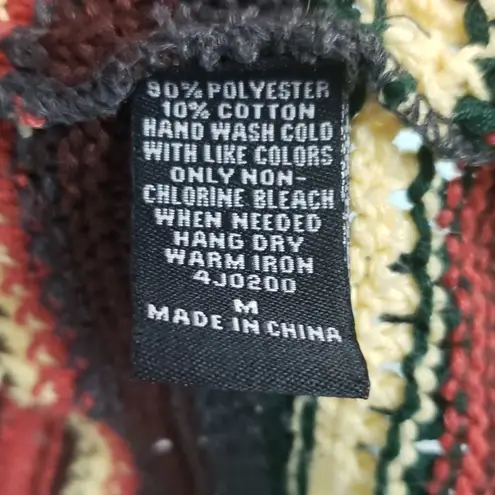 90% POLYESTER
10% COTTON
HAND WASH COLD
WITH LIKE COLORS
ONLY NON-
CHLORINE BLEACH
WHEN NEEDED
HANG DRY
WARM IRON
4J0200
M
MADE IN CHINA